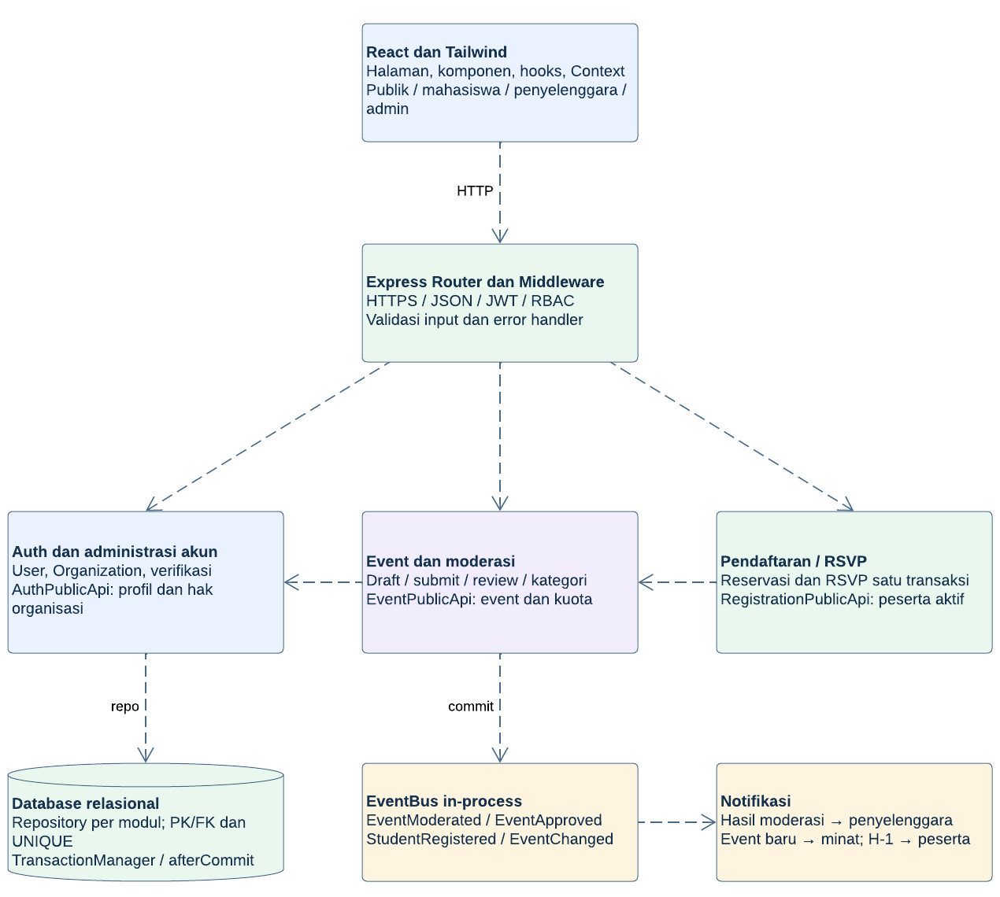 React dan Tailwind
Halaman, komponen, hooks, Context
Publik / mahasiswa / penyelenggara /
admin
HTTP
Express Router dan Middleware
HTTPS / JSON / JWT / RBAC
Validasi input dan error handler
Auth dan administrasi akun
User, Organization, verifikasi
AuthPublicApi: profil dan hak
organisasi
Event dan moderasi
Draft / submit / review / kategori
EventPublicApi: event dan kuota
Pendaftaran / RSVP
Reservasi dan RSVP satu transaksi
RegistrationPublicApi: peserta aktif
repo
commit
Database relasional
Repository per modul; PK/FK dan
UNIQUE
TransactionManager / afterCommit
EventBus in-process
EventModerated / EventApproved
StudentRegistered / EventChanged
Notifikasi
Hasil moderasi → penyelenggara
Event baru → minat; H-1 → peserta